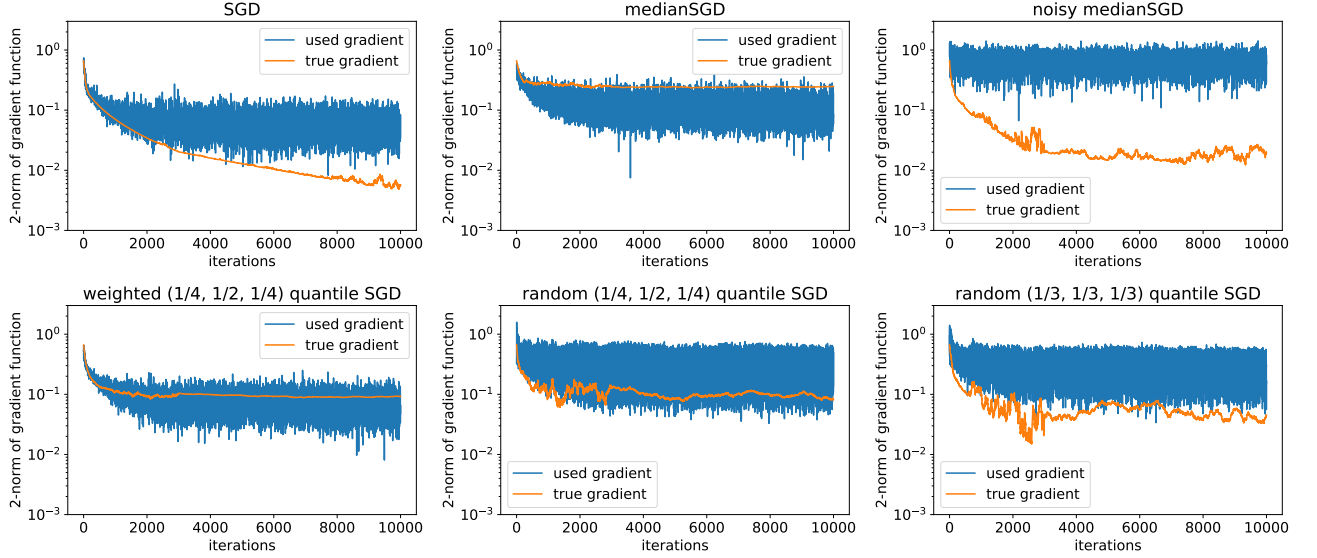 SGD
10⁰
10⁻¹
10⁻²
10⁻³
2-norm of gradient function
used gradient
true gradient
0 2000 4000 6000 8000 10000
iterations
medianSGD
10⁰
10⁻¹
10⁻²
10⁻³
2-norm of gradient function
used gradient
true gradient
0 2000 4000 6000 8000 10000
iterations
noisy medianSGD
10⁰
10⁻¹
10⁻²
10⁻³
2-norm of gradient function
used gradient
true gradient
0 2000 4000 6000 8000 10000
iterations
weighted (1/4, 1/2, 1/4) quantile SGD
10⁰
10⁻¹
10⁻²
10⁻³
2-norm of gradient function
used gradient
true gradient
0 2000 4000 6000 8000 10000
iterations
random (1/4, 1/2, 1/4) quantile SGD
10⁰
10⁻¹
10⁻²
10⁻³
2-norm of gradient function
used gradient
true gradient
0 2000 4000 6000 8000 10000
iterations
random (1/3, 1/3, 1/3) quantile SGD
10⁰
10⁻¹
10⁻²
10⁻³
2-norm of gradient function
used gradient
true gradient
0 2000 4000 6000 8000 10000
iterations